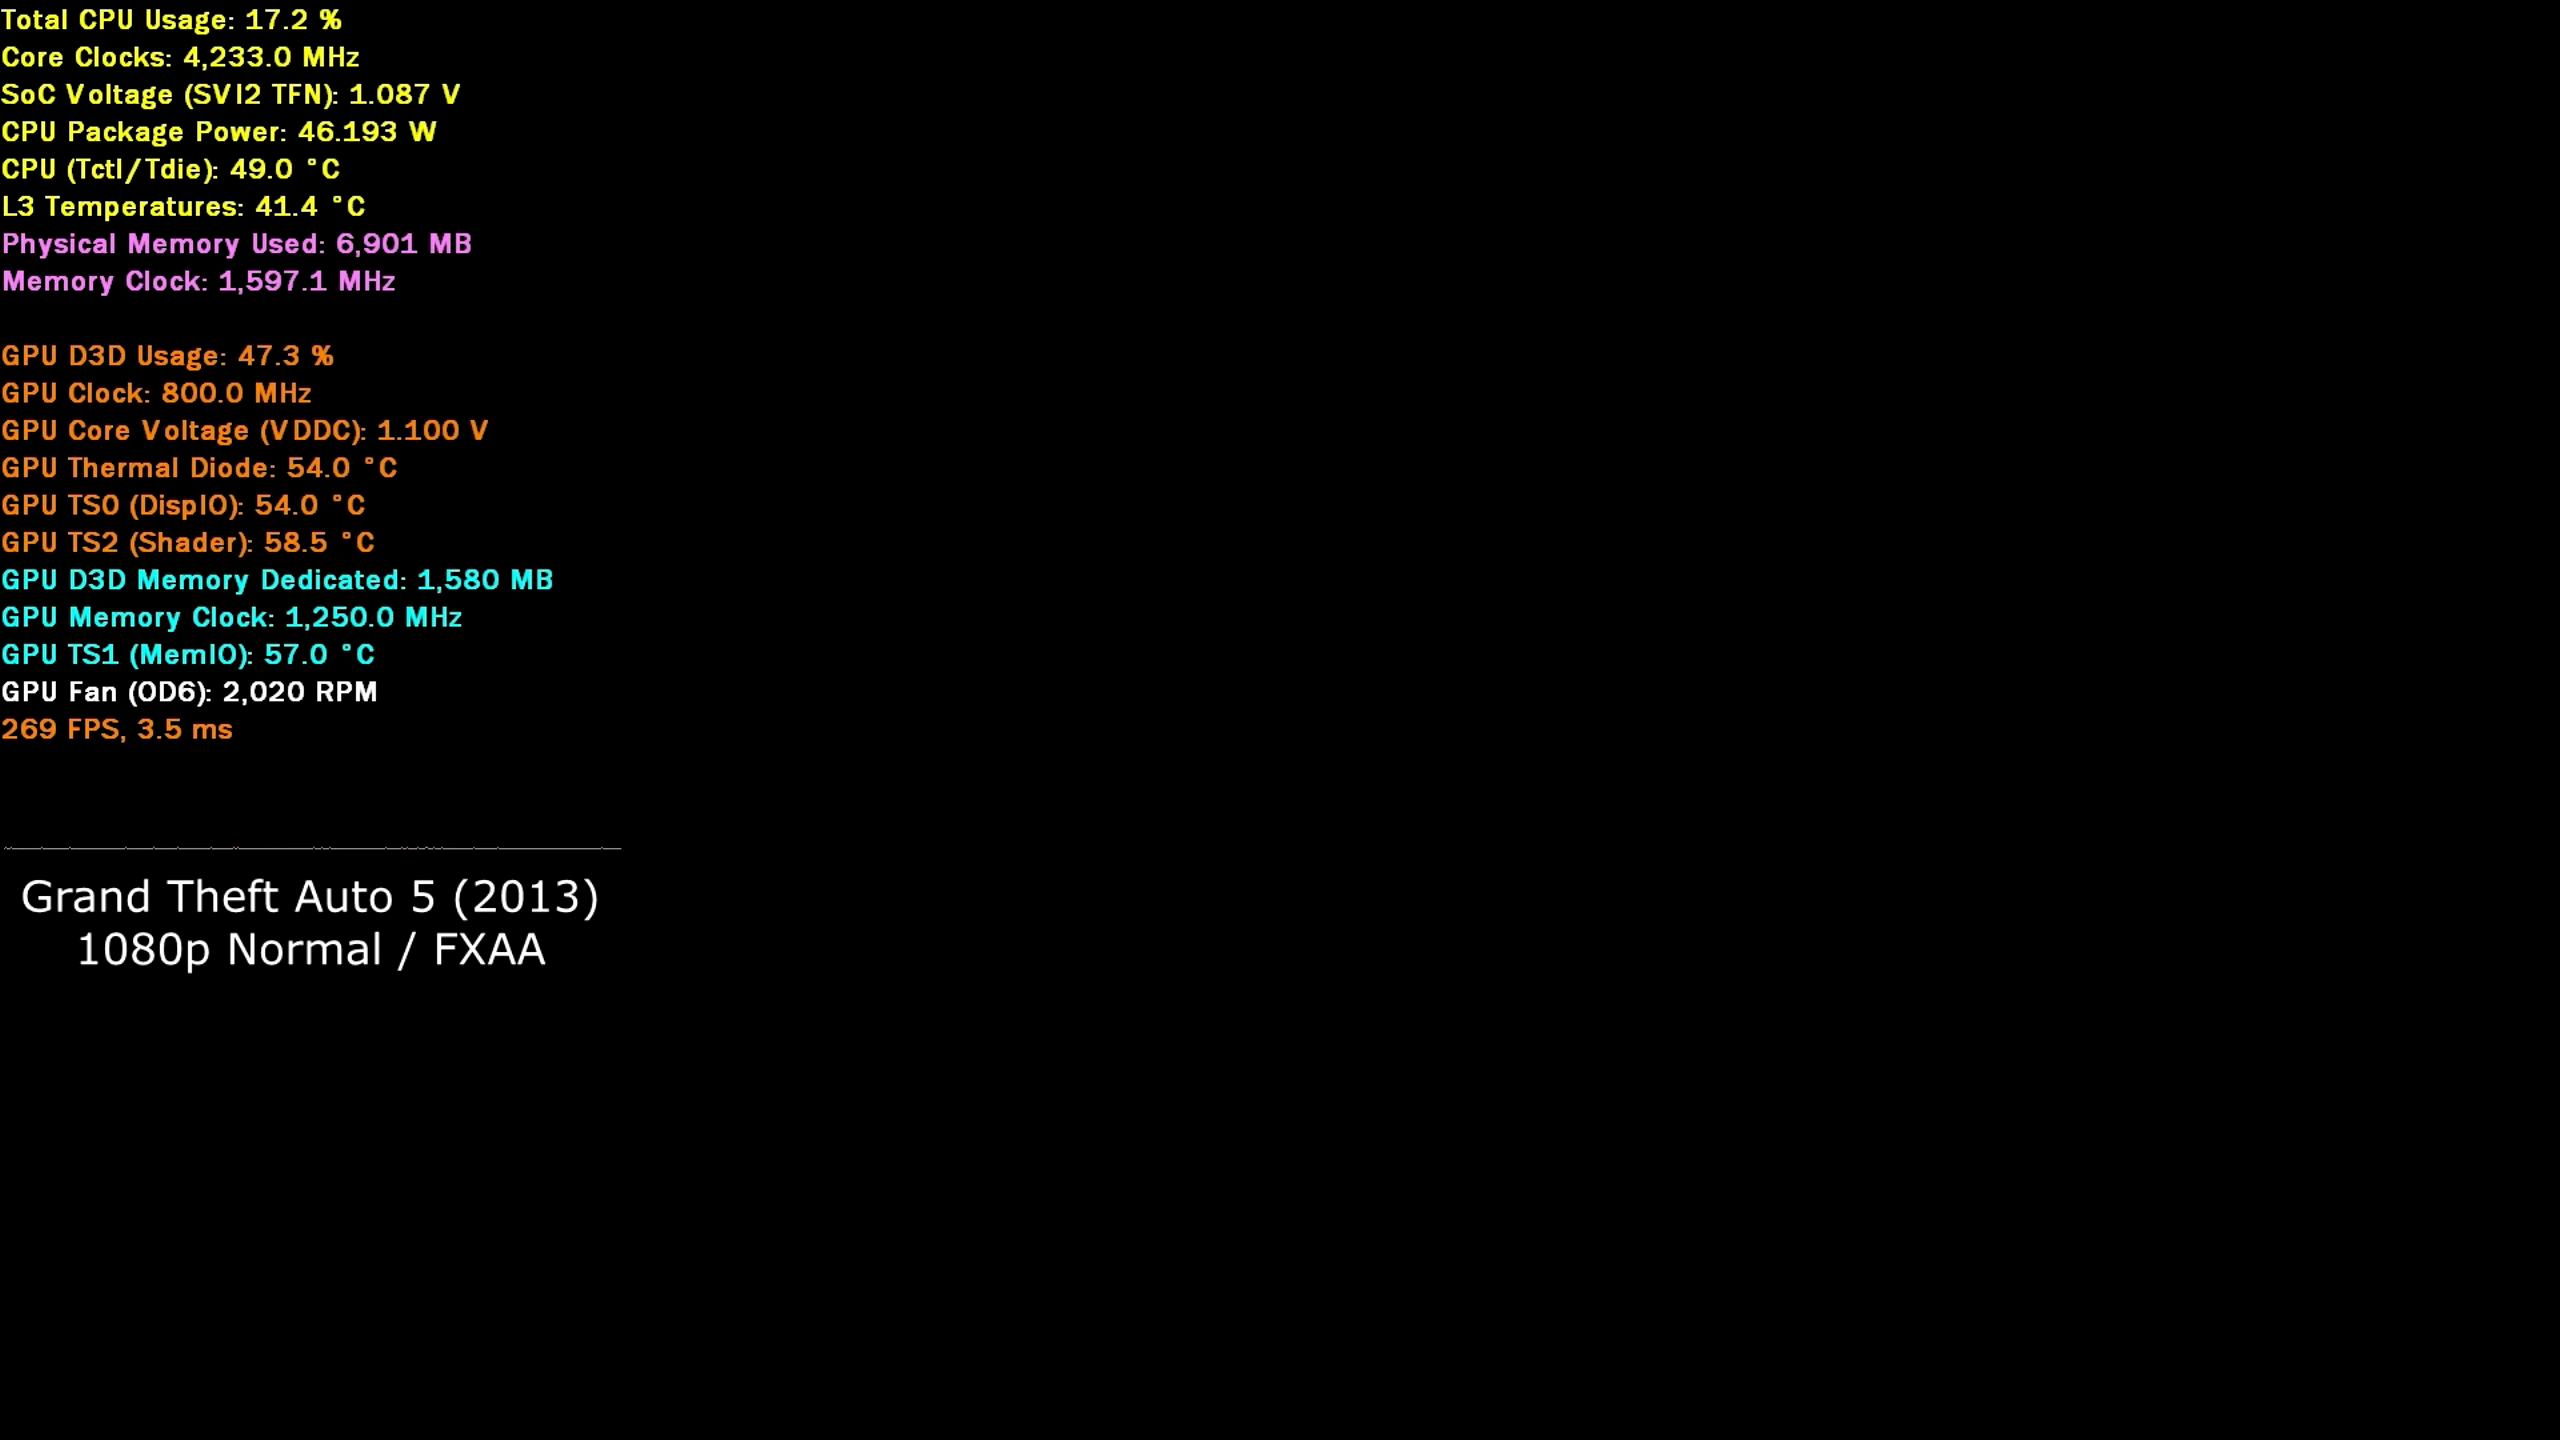 Total CPU Usage: 17.2 %
Core Clocks: 4,233.0 MHz
SoC Voltage (SVI2 TFN): 1.087 V
CPU Package Power: 46.193 W
CPU (Tctl/Tdie): 49.0 °C
L3 Temperatures: 41.4 °C
Physical Memory Used: 6,901 MB
Memory Clock: 1,597.1 MHz
GPU D3D Usage: 47.3 %
GPU Clock: 800.0 MHz
GPU Core Voltage (VDDC): 1.100 V
GPU Thermal Diode: 54.0 °C
GPU TS0 (DispIO): 54.0 °C
GPU TS2 (Shader): 58.5 °C
GPU D3D Memory Dedicated: 1,580 MB
GPU Memory Clock: 1,250.0 MHz
GPU TS1 (MemIO): 57.0 °C
GPU Fan (OD6): 2,020 RPM
269 FPS, 3.5 ms
Grand Theft Auto 5 (2013)
1080p Normal / FXAA